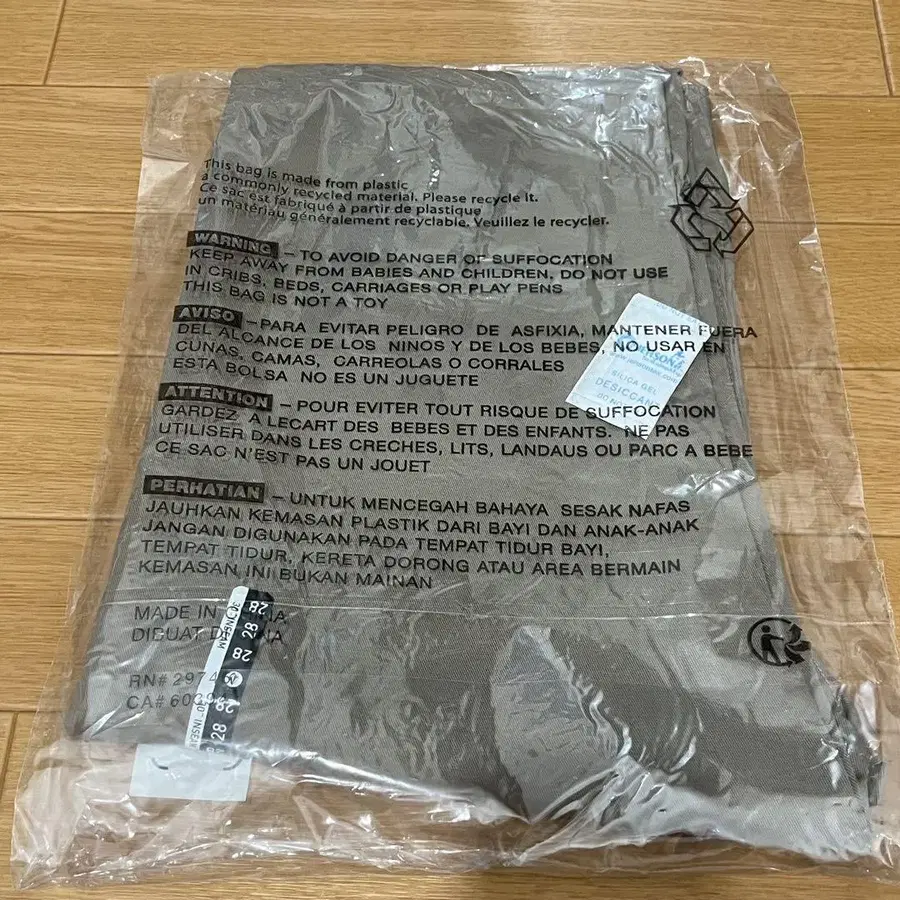 This bag is made from plastic
a commonly recycled material. Please recycle it.
Ce sac est fabriqué à partir de plastique
un matériau généralement recyclable. Veuillez le recycler.
WARNING – TO AVOID DANGER OF SUFFOCATION
KEEP AWAY FROM BABIES AND CHILDREN, DO NOT USE
IN CRIBS, BEDS, CARRIAGES OR PLAY PENS
THIS BAG IS NOT A TOY
AVISO –PARA EVITAR PELIGRO DE ASFIXIA, MANTENER FUERA
DEL ALCANCE DE LOS NINOS Y DE LOS BEBES, NO USAR EN
CUNAS. CAMAS, CARREOLAS O CORRALES
ESTA BOLSA NO ES UN JUGUETE
ATTENTION – POUR EVITER TOUT RISQUE DE SUFFOCATION
GARDEZ A LECART DES BEBES ET DES ENFANTS. NE PAS
UTILISER DANS LES CRECHES, LITS, LANDAUS OU PARC A BEBE
CE SAC N'EST PAS UN JOUET
PERHATIAN – UNTUK MENCEGAH BAHAYA SESAK NAFAS
JAUHKAN KEMASAN PLASTIK DARI BAYI DAN ANAK-ANAK
JANGAN DIGUNAKAN PADA TEMPAT TIDUR BAYI,
TEMPAT TIDUR, KERETA DORONG ATAU AREA BERMAIN
KEMASAN INI BUKAN MAINAN
MADE IN
DIBUAT
RN#
CA#
SILICA GEL
DESICCANT
28
28
28
28
28
30" INSEAM